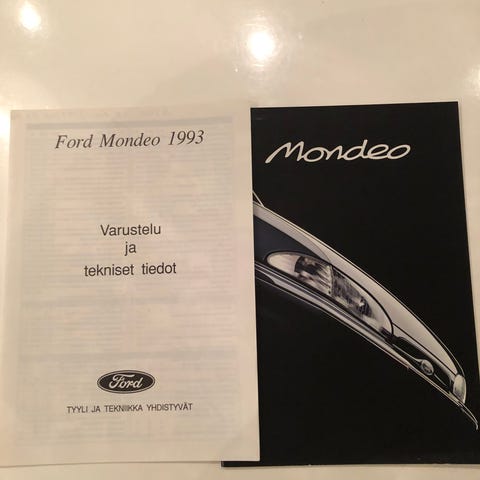 Ford Mondeo 1993
Varustelu
ja
tekniset tiedot
Ford
TYYLI JA TEKNIIKKA YHDISTYVÄT
Mondeo